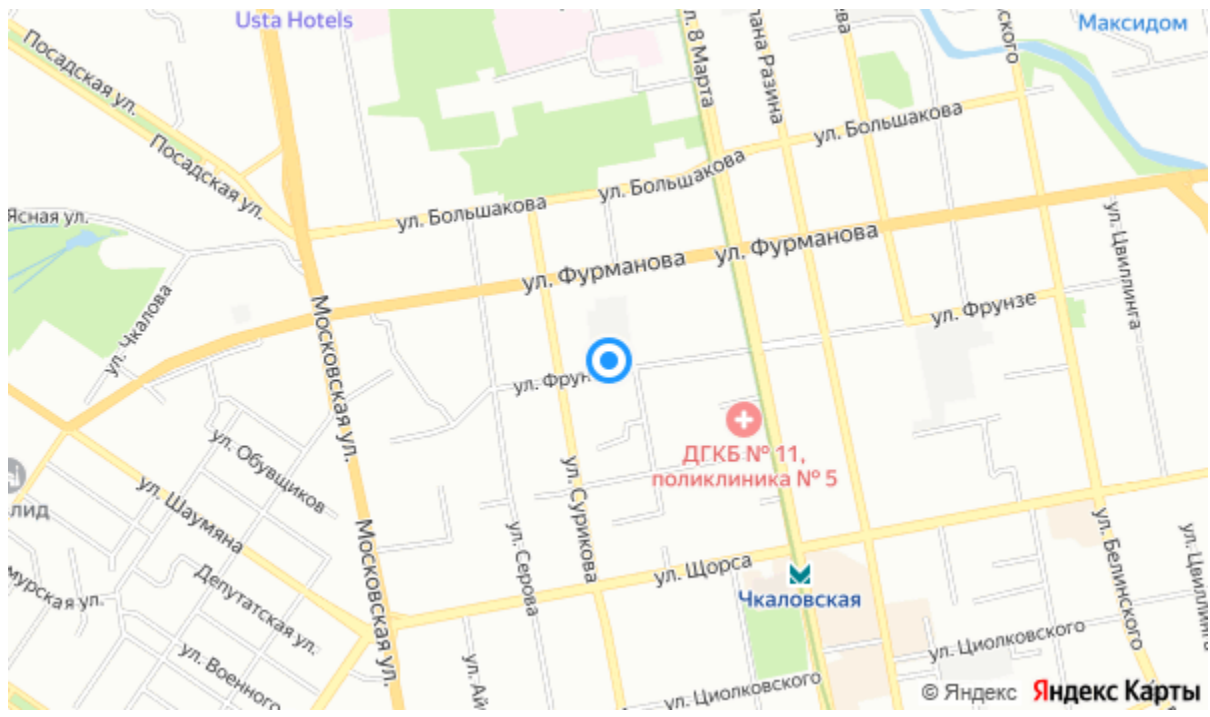 Usta Hotels
Максидом
Посадская ул.
ул. 8 Марта
ул. Большакова
Посадская ул.
ул. Большакова
ул. Большакова
Ясная ул.
ул. Фурманова
ул. Фурманова
ул. Цвиллинга
ул. Чкалова
Московская ул.
ул. Фрунзе
ДГКБ № 11,
поликлиника № 5
ул. Обувщиков
ул. Шаумяна
ул. Сурикова
ул. Серова
Московская ул.
ул. Белинского
ул. Щорса
Чкаловская
Депутатская ул.
ул. Военного
ул. Циолковского
ул. Циолковского
© Яндекс Яндекс Карты